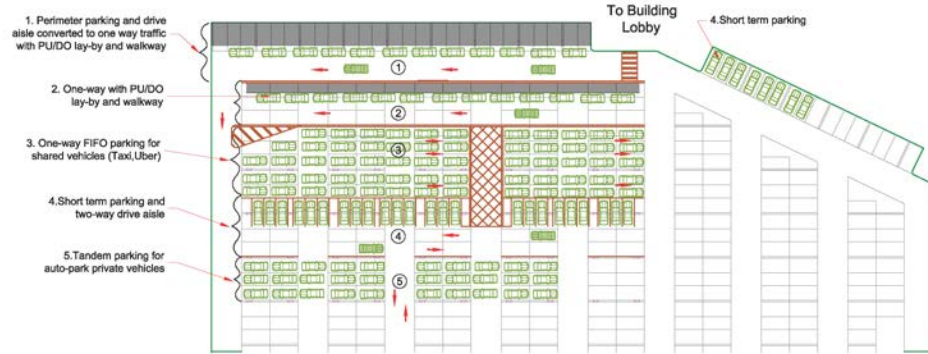 1. Perimeter parking and drive
aisle converted to one way traffic
with PU/DO lay-by and walkway
To Building
Lobby
4.Short term parking
1
2. One-way with PU/DO
lay-by and walkway
2
3. One-way FIFO parking for
shared vehicles (Taxi,Uber)
3
4.Short term parking and
two-way drive aisle
4
5.Tandem parking for
auto-park private vehicles
5